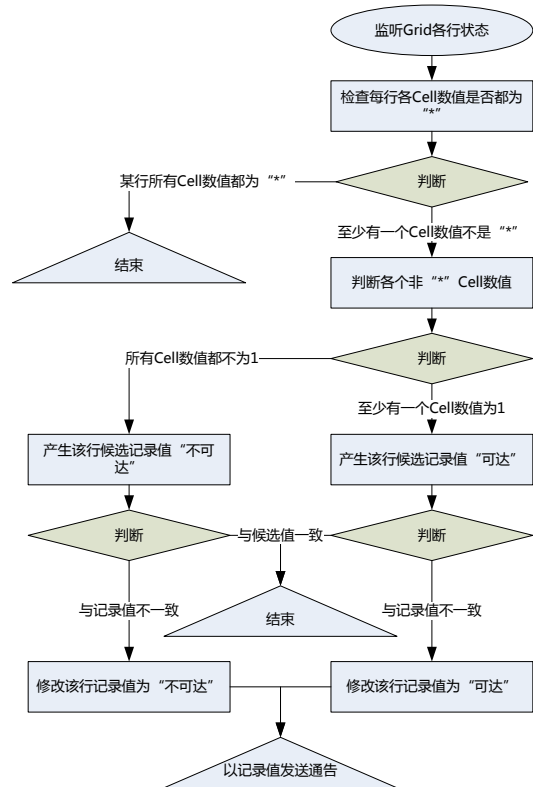 监听Grid各行状态
检查每行各Cell数值是否都为
“*”
某行所有Cell数值都为“*”
判断
至少有一个Cell数值不是“*”
结束
判断各个非“*”Cell数值
所有Cell数值都不为1
判断
至少有一个Cell数值为1
产生该行候选记录值“不可
达”
产生该行候选记录值“可达”
判断
与候选值一致
判断
与记录值不一致
结束
与记录值不一致
修改该行记录值为“不可达”
修改该行记录值为“可达”
以记录值发送通告